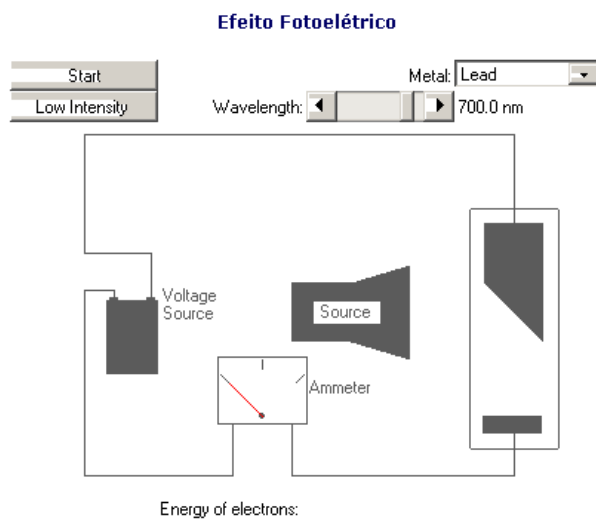 Efeito Fotoelétrico
Start
Metal: Lead
Low Intensity
Wavelength: 700.0 nm
Voltage
Source
Source
Ammeter
Energy of electrons: